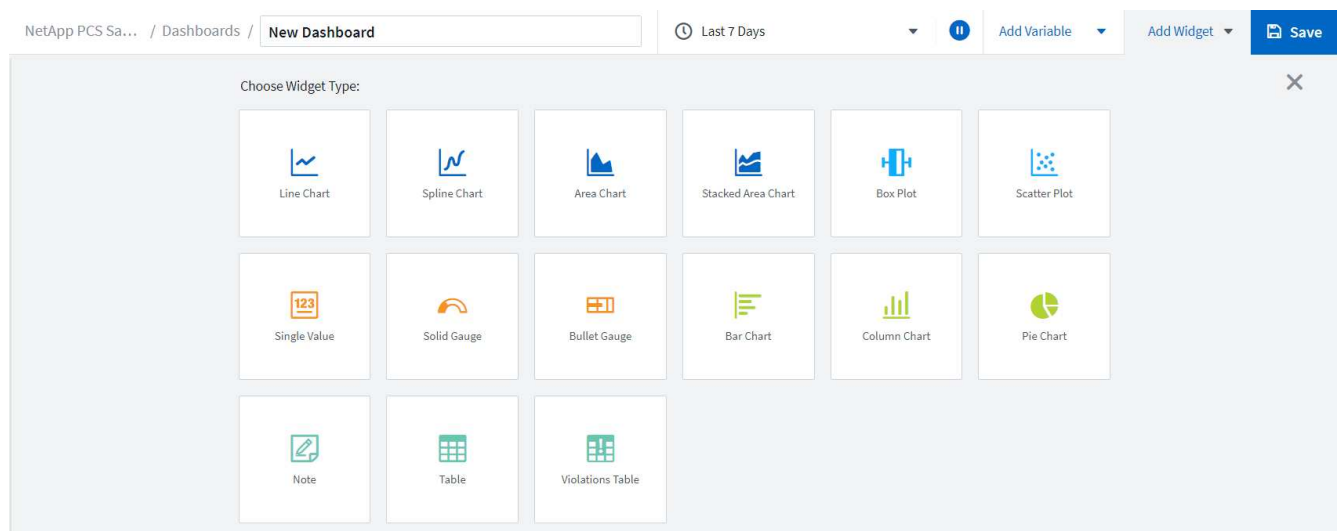 NetApp PCS Sa... / Dashboards / New Dashboard Last 7 Days Add Variable Add Widget Save
Choose Widget Type:
Line Chart Spline Chart Area Chart Stacked Area Chart Box Plot Scatter Plot
123
Single Value Solid Gauge Bullet Gauge Bar Chart Column Chart Pie Chart
Note Table Violations Table